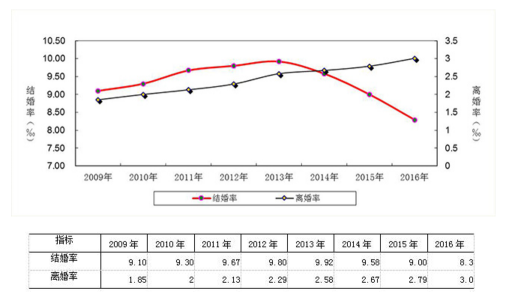 10.50 3.5
10.00 3
9.50 2.5
9.00 2
8.50 1.5
8.00 1
7.50 0.5
7.00 0
结婚率（‰）
离婚率（‰）
2009年 2010年 2011年 2012年 2013年 2014年 2015年 2016年
结婚率 离婚率
指标 2009年 2010年 2011年 2012年 2013年 2014年 2015年 2016年
结婚率 9.10 9.30 9.67 9.80 9.92 9.58 9.00 8.3
离婚率 1.85 2 2.13 2.29 2.58 2.67 2.79 3.0